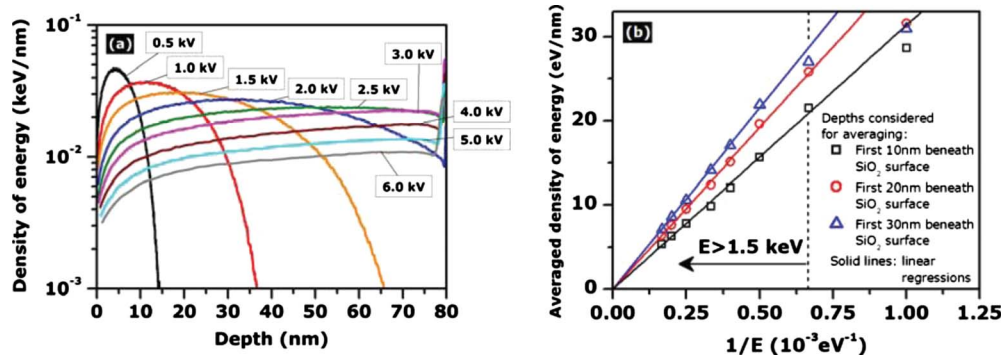 (a)
10⁻¹
10⁻²
10⁻³
Density of energy (keV/nm)
0.5 kV
1.0 kV
1.5 kV
2.0 kV
2.5 kV
3.0 kV
4.0 kV
5.0 kV
6.0 kV
0 10 20 30 40 50 60 70 80
Depth (nm)
(b)
30
20
10
0
Averaged density of energy (eV/nm)
E>1.5 keV
Depths considered
for averaging:
First 10nm beneath
SiO₂ surface
First 20nm beneath
SiO₂ surface
First 30nm beneath
SiO₂ surface
Solid lines: linear
regressions
0.00 0.25 0.50 0.75 1.00 1.25
1/E (10⁻³eV⁻¹)